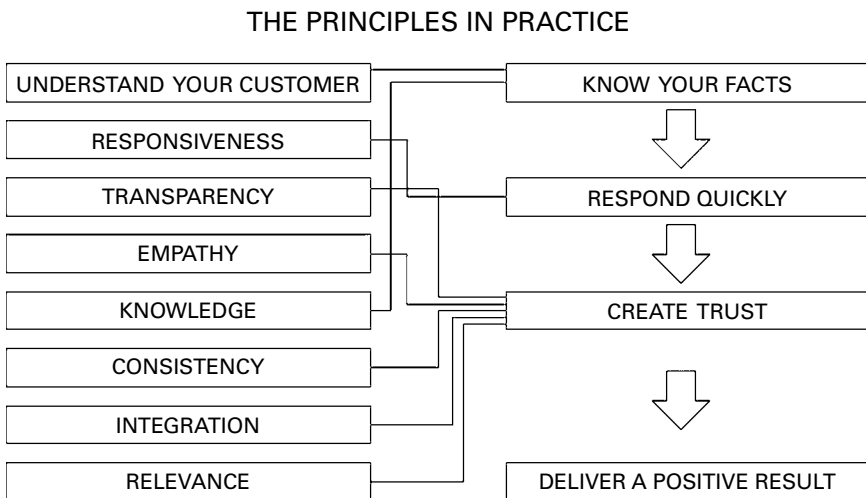 THE PRINCIPLES IN PRACTICE
UNDERSTAND YOUR CUSTOMER
KNOW YOUR FACTS
RESPONSIVENESS
TRANSPARENCY
RESPOND QUICKLY
EMPATHY
KNOWLEDGE
CREATE TRUST
CONSISTENCY
INTEGRATION
RELEVANCE
DELIVER A POSITIVE RESULT